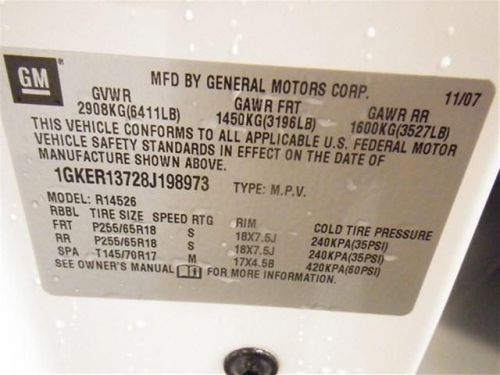 GM
MFD BY GENERAL MOTORS CORP. 11/07
GVWR GAWR FRT GAWR RR
2908KG(6411LB) 1450KG(3196LB) 1600KG(3527LB)
THIS VEHICLE CONFORMS TO ALL APPLICABLE U.S. FEDERAL MOTOR
VEHICLE SAFETY STANDARDS IN EFFECT ON THE DATE OF
MANUFACTURE SHOWN ABOVE.
1GKER13728J198973 TYPE: M.P.V.
MODEL: R14526
RBBL TIRE SIZE SPEED RTG RIM COLD TIRE PRESSURE
FRT P255/65R18 S 18X7.5J 240KPA(35PSI)
RR P255/65R18 S 18X7.5J 240KPA(35PSI)
SPA T145/70R17 M 17X4.5B 420KPA(60PSI)
SEE OWNER'S MANUAL FOR MORE INFORMATION.